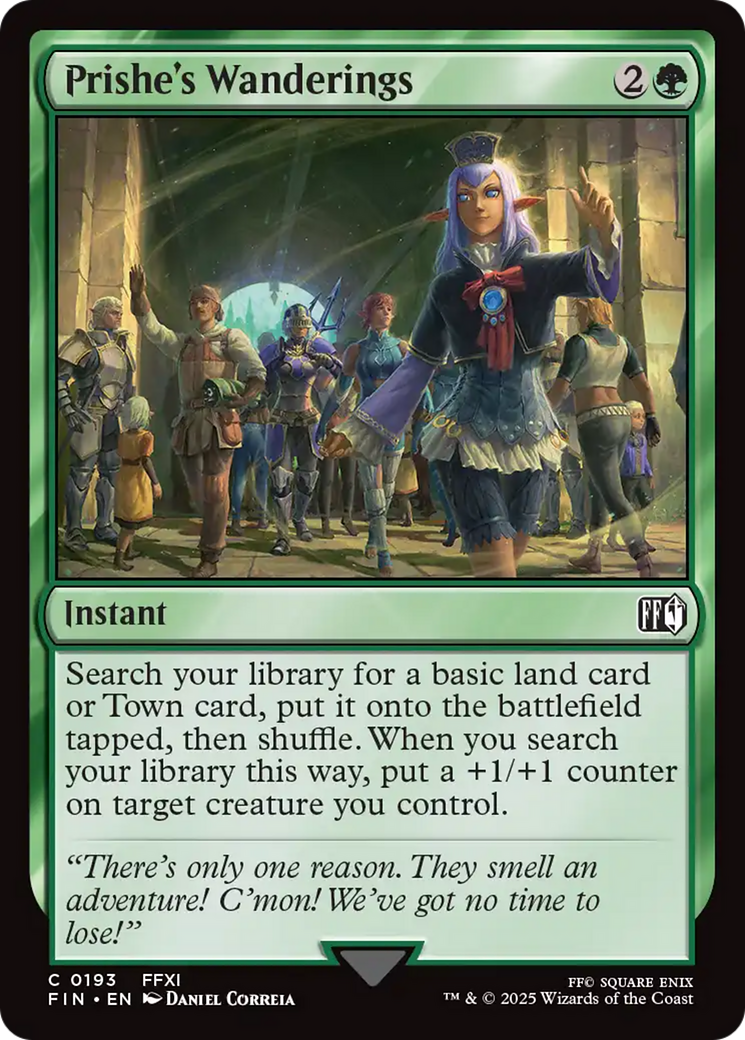 Prishe's Wanderings 2
Instant
FF
Search your library for a basic land card
or Town card, put it onto the battlefield
tapped, then shuffle. When you search
your library this way, put a +1/+1 counter
on target creature you control.
“There’s only one reason. They smell an
adventure! C’mon! We’ve got no time to
lose!”
C 0193 FFXI
FIN • EN Daniel Correia
FF© SQUARE ENIX
™ & © 2025 Wizards of the Coast